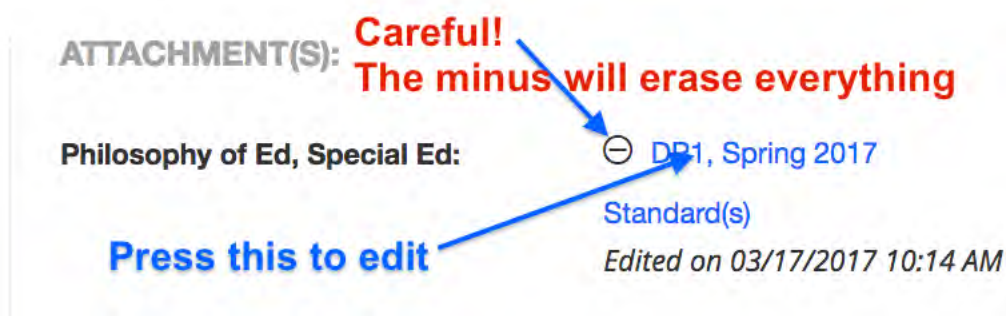 Careful!
ATTACHMENT(S):
The minus will erase everything
Philosophy of Ed, Special Ed:
DP1, Spring 2017
Standard(s)
Press this to edit
Edited on 03/17/2017 10:14 AM